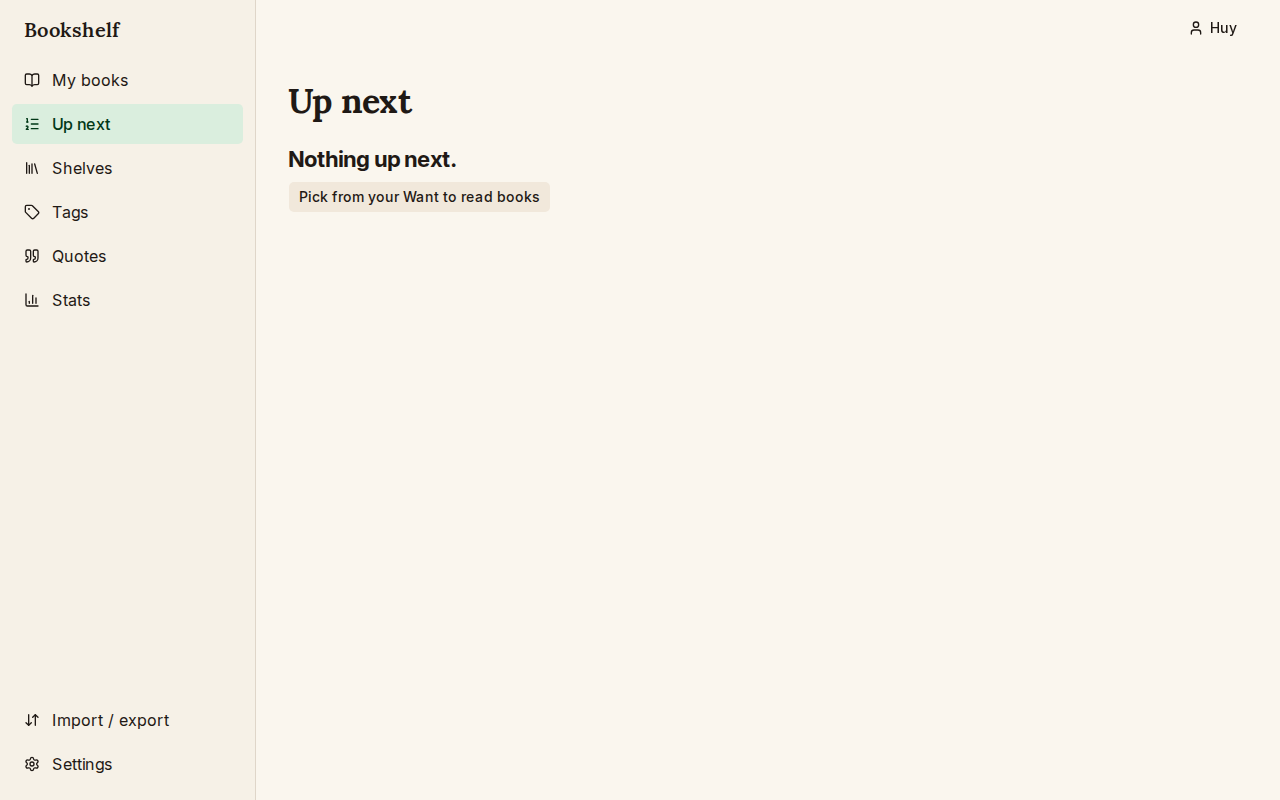 Bookshelf
My books
Up next
Shelves
Tags
Quotes
Stats
Import / export
Settings
Huy
Up next
Nothing up next.
Pick from your Want to read books